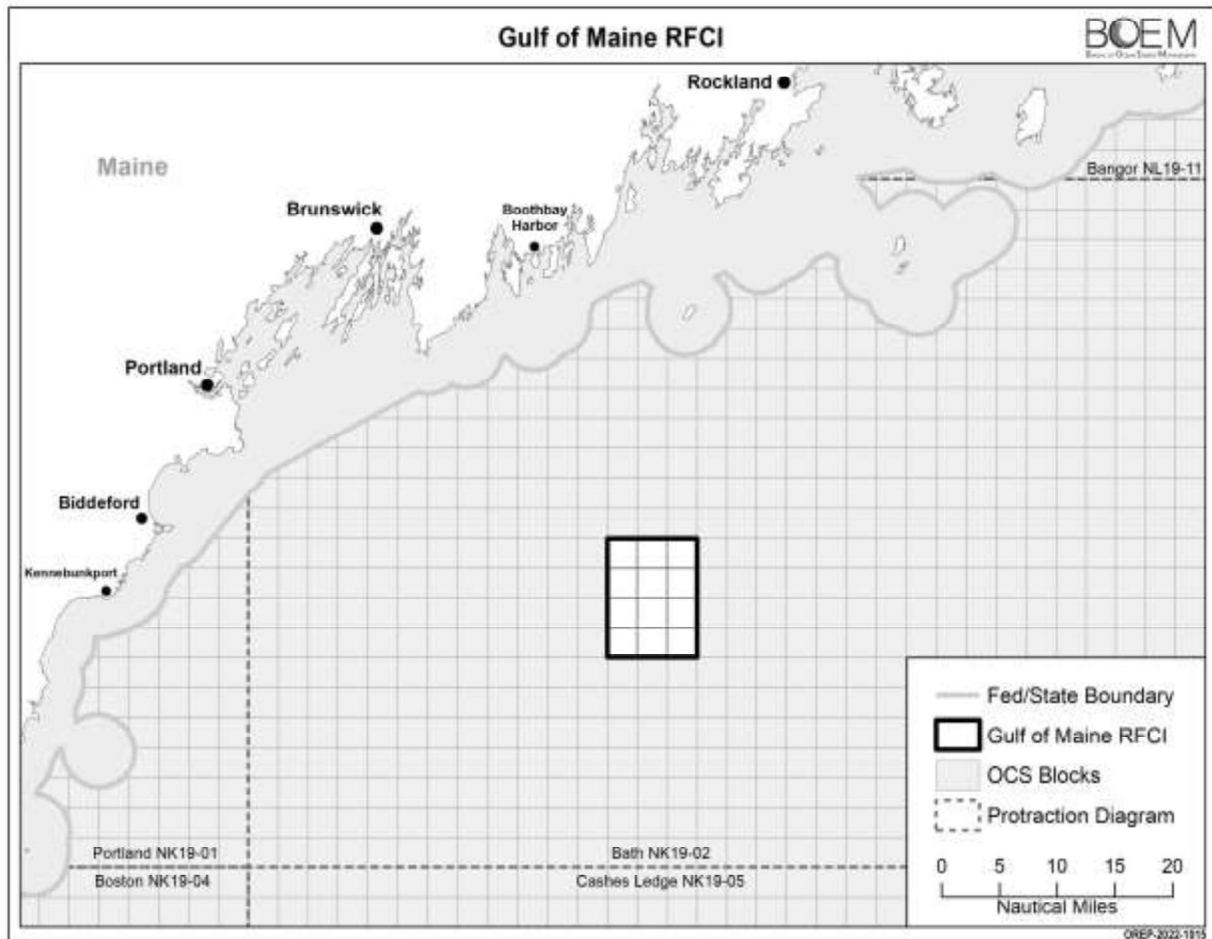 Gulf of Maine RFCI
BOEM
Rockland
Maine
Bangor NL19-11
Brunswick
Boothbay
Harbor
Portland
Biddeford
Kennebunkport
Fed/State Boundary
Gulf of Maine RFCI
OCS Blocks
Protraction Diagram
Portland NK19-01
Bath NK19-02
Boston NK19-04
Cashes Ledge NK19-05
0 5 10 15 20
Nautical Miles
OREP-2022-1015